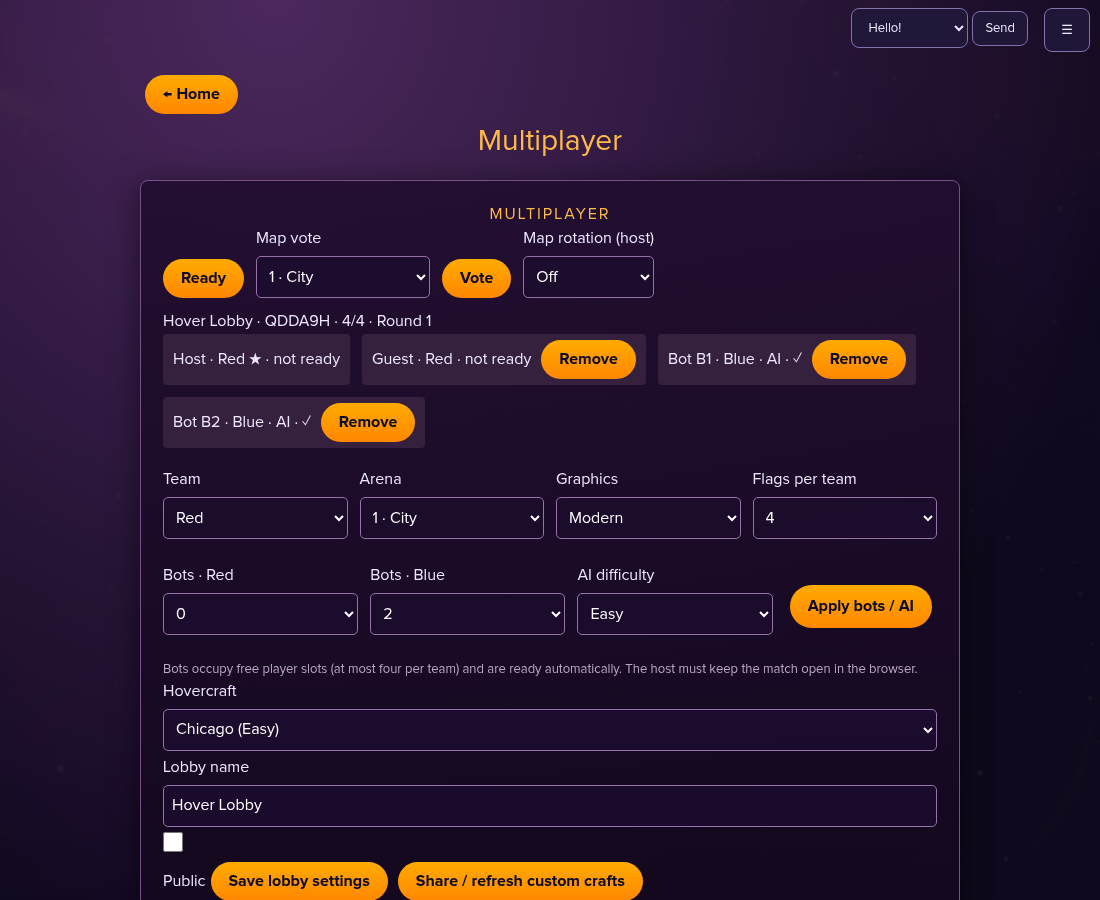 Hello!
Send
☰
← Home
Multiplayer
MULTIPLAYER
Map vote
Map rotation (host)
Ready
1 · City
Vote
Off
Hover Lobby · QDDA9H · 4/4 · Round 1
Host · Red ★ · not ready
Guest · Red · not ready
Remove
Bot B1 · Blue · AI · ✓
Remove
Bot B2 · Blue · AI · ✓
Remove
Team
Arena
Graphics
Flags per team
Red
1 · City
Modern
4
Bots · Red
Bots · Blue
AI difficulty
0
2
Easy
Apply bots / AI
Bots occupy free player slots (at most four per team) and are ready automatically. The host must keep the match open in the browser.
Hovercraft
Chicago (Easy)
Lobby name
Hover Lobby
Public
Save lobby settings
Share / refresh custom crafts